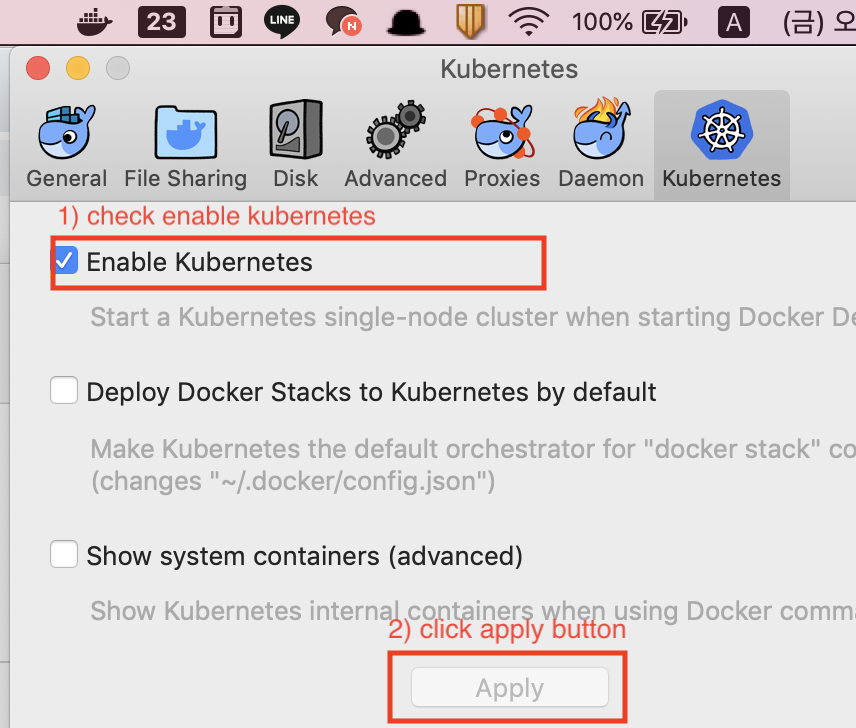 23 LINE N 100% A (금) 오
Kubernetes
General File Sharing Disk Advanced Proxies Daemon Kubernetes
1) check enable kubernetes
Enable Kubernetes
Start a Kubernetes single-node cluster when starting Docker De
Deploy Docker Stacks to Kubernetes by default
Make Kubernetes the default orchestrator for "docker stack" co
(changes "~/.docker/config.json")
Show system containers (advanced)
Show Kubernetes internal containers when using Docker comma
2) click apply button
Apply